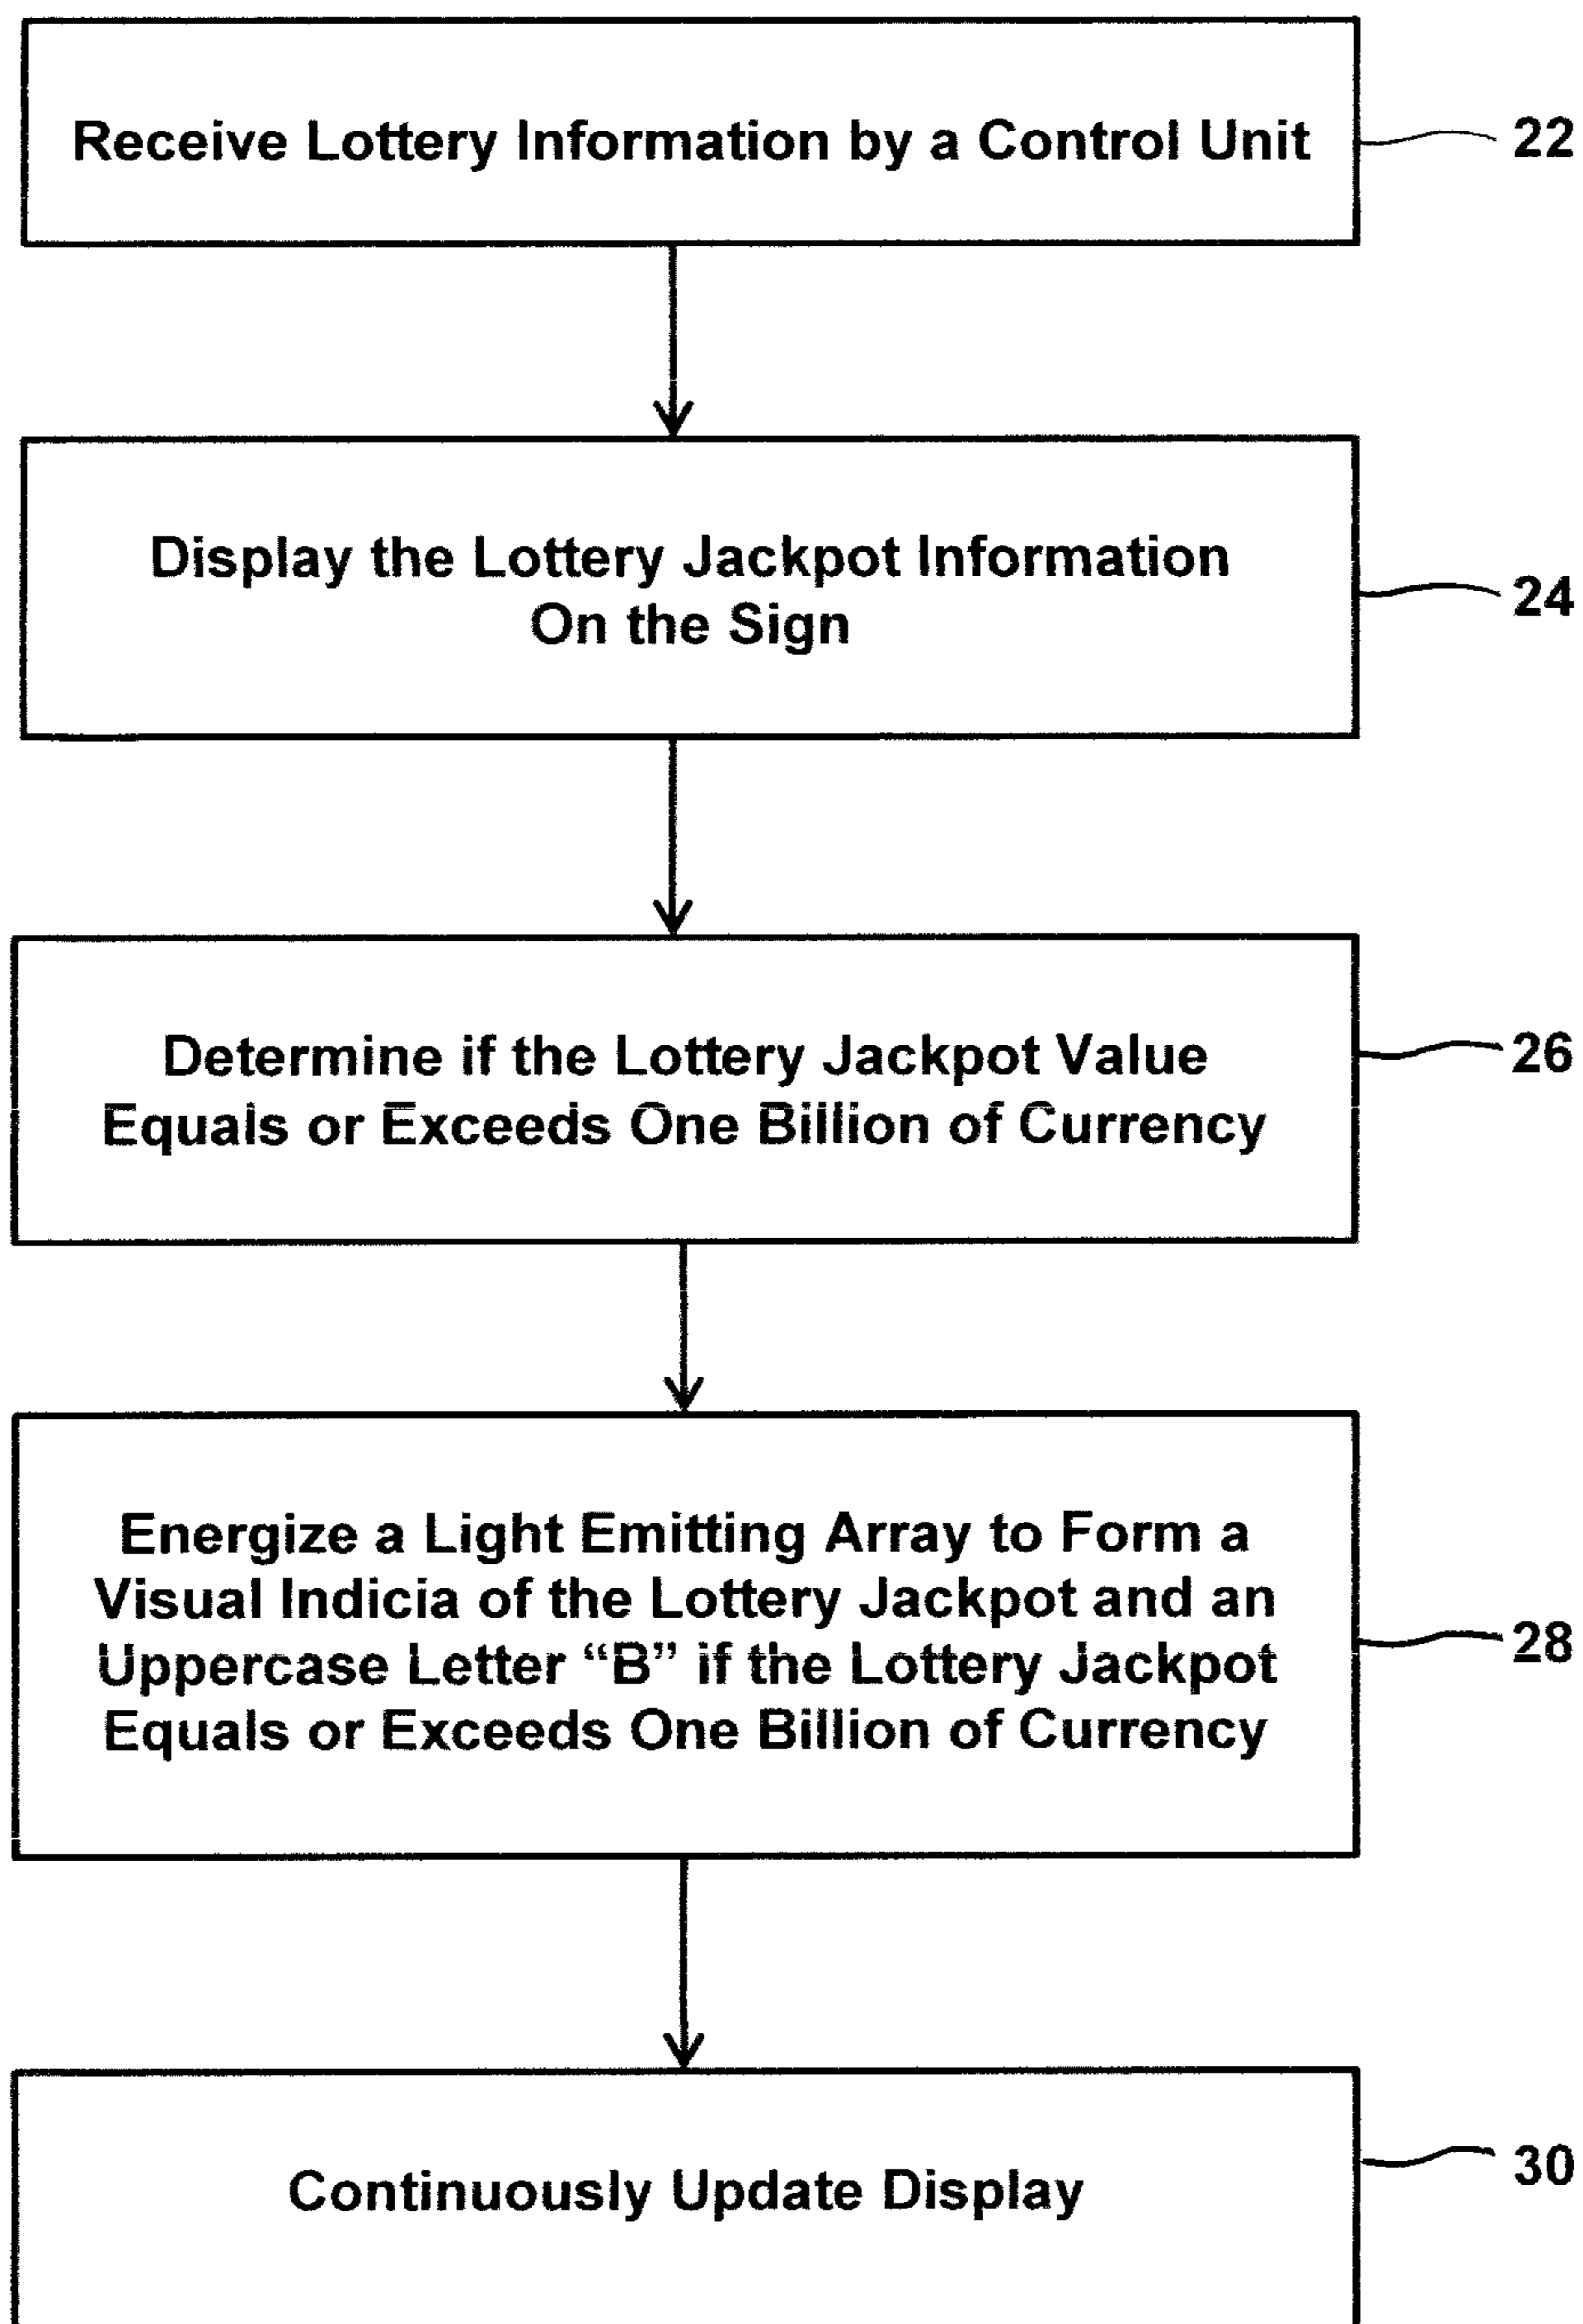 Receive Lottery Information by a Control Unit
22
Display the Lottery Jackpot Information
On the Sign
24
Determine if the Lottery Jackpot Value
Equals or Exceeds One Billion of Currency
26
Energize a Light Emitting Array to Form a
Visual Indicia of the Lottery Jackpot and an
Uppercase Letter “B” if the Lottery Jackpot
Equals or Exceeds One Billion of Currency
28
Continuously Update Display
30